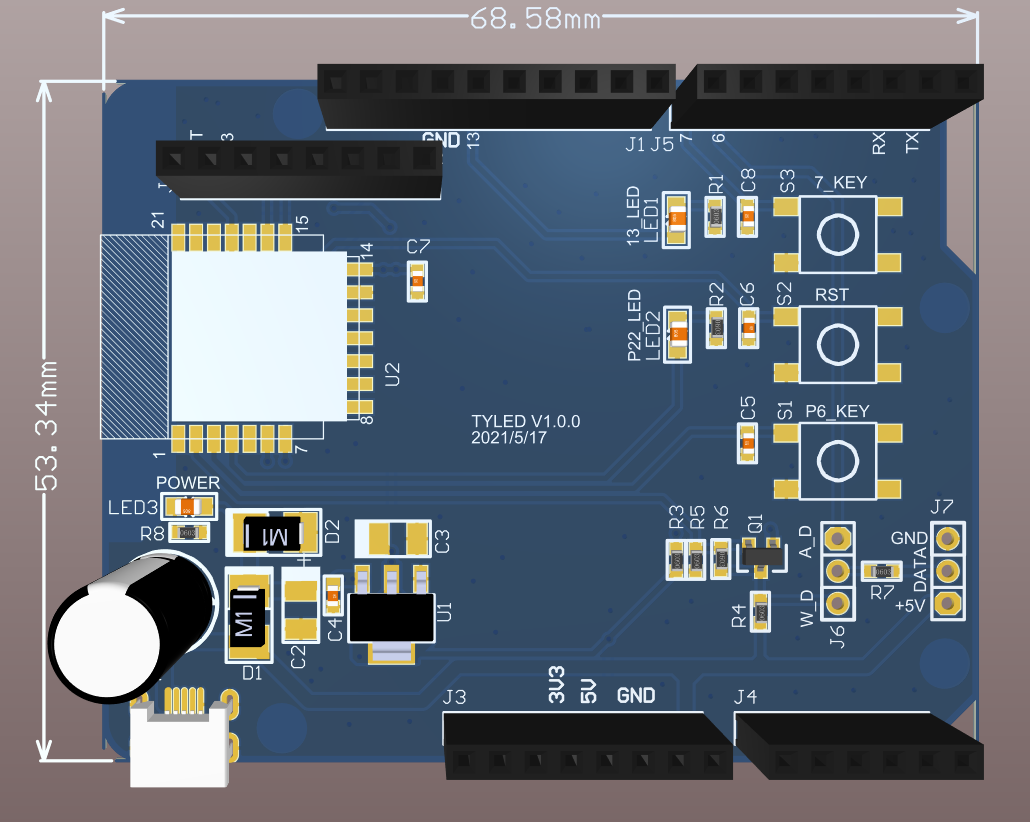 68.58mm
53.34mm
GND
13
J1
J5
7
6
RX
TX
T
3
21
15
14
8
1
7
U2
C7
13_LED
LED1
R1
C8
S3
7_KEY
P22_LED
LED2
R2
C6
S2
RST
C5
S1
P6_KEY
TYLED V1.0.0
2021/5/17
POWER
LED3
R8
D2
M1
C3
D1
M1
C2
C4
U1
R3
R5
R6
Q1
R4
A_D
W_D
J6
R7
J7
GND
DATA
+5V
J3
3V3
5V
GND
J4